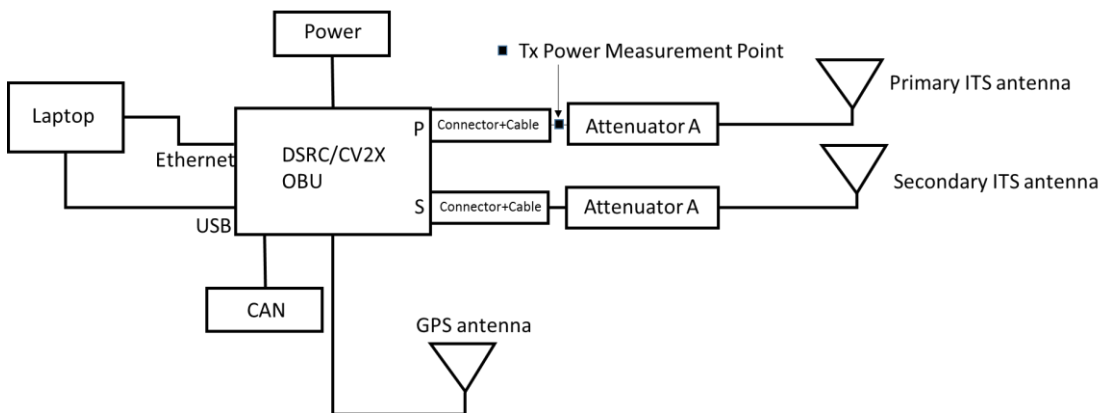 Power
Tx Power Measurement Point
Primary ITS antenna
Laptop
P
Connector+Cable
Attenuator A
Ethernet
DSRC/CV2X
OBU
Secondary ITS antenna
S
Connector+Cable
Attenuator A
USB
CAN
GPS antenna